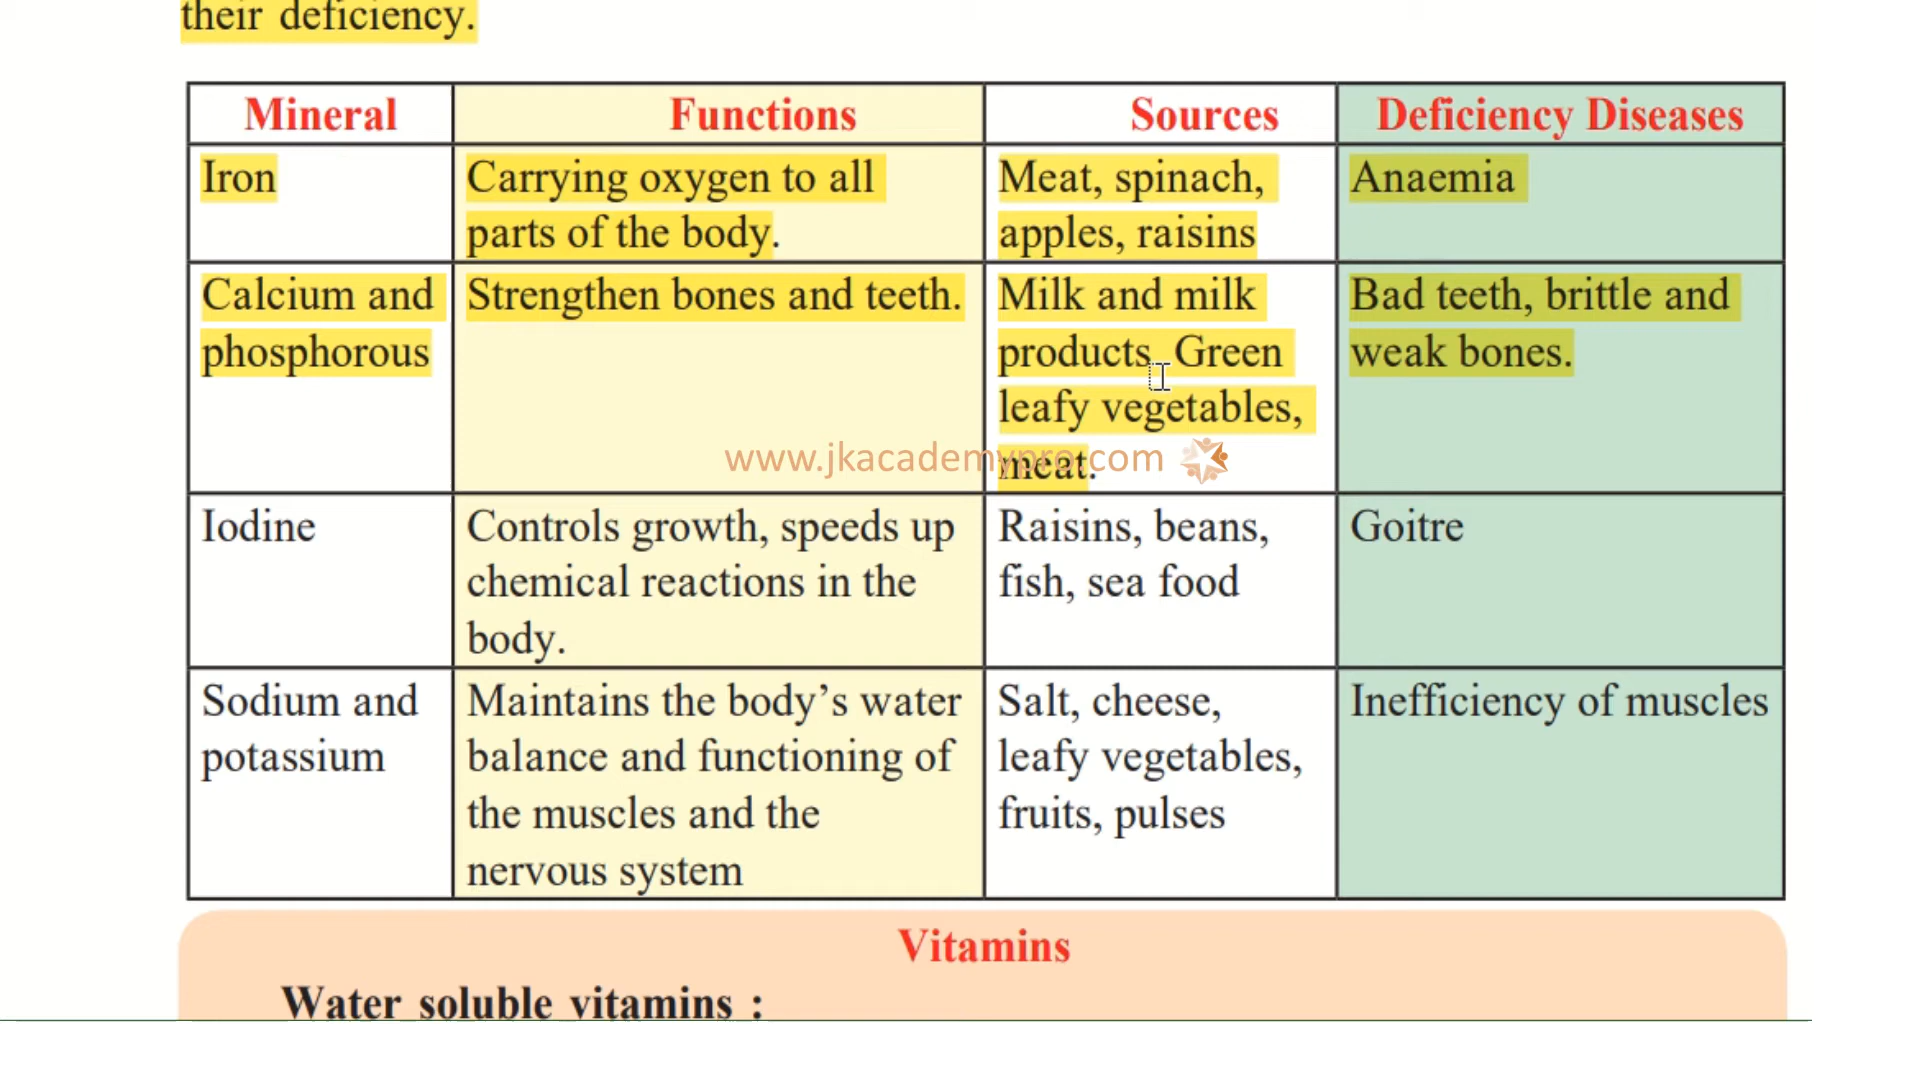 their deficiency.
Mineral Functions Sources Deficiency Diseases
Iron
Carrying oxygen to all
parts of the body.
Meat, spinach,
apples, raisins
Anaemia
Calcium and
phosphorous
Strengthen bones and teeth.
Milk and milk
products, Green
leafy vegetables,
meat.
Bad teeth, brittle and
weak bones.
www.jkacademypro.com
Iodine
Controls growth, speeds up
chemical reactions in the
body.
Raisins, beans,
fish, sea food
Goitre
Sodium and
potassium
Maintains the body’s water
balance and functioning of
the muscles and the
nervous system
Salt, cheese,
leafy vegetables,
fruits, pulses
Inefficiency of muscles
Vitamins
Water soluble vitamins :